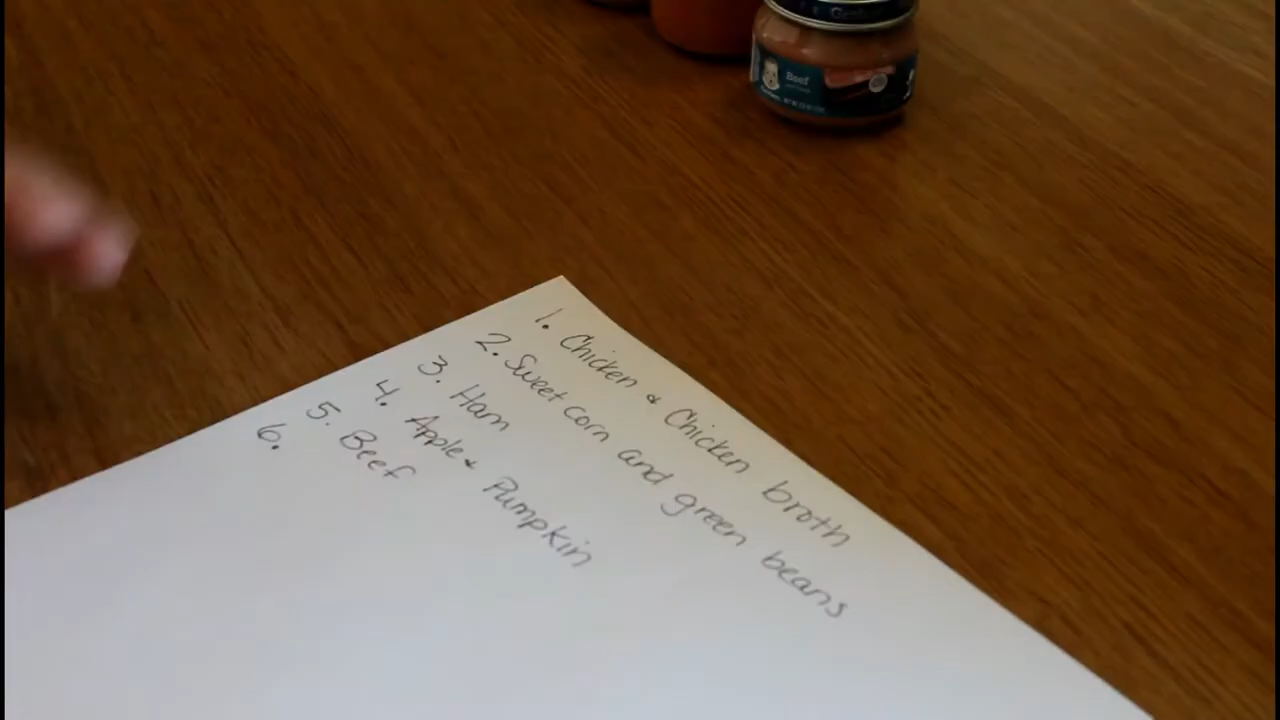 Gerber
Beef
1. Chicken & Chicken broth
2. Sweet corn and green beans
3. Ham
4. Apple & Pumpkin
5. Beef
6.